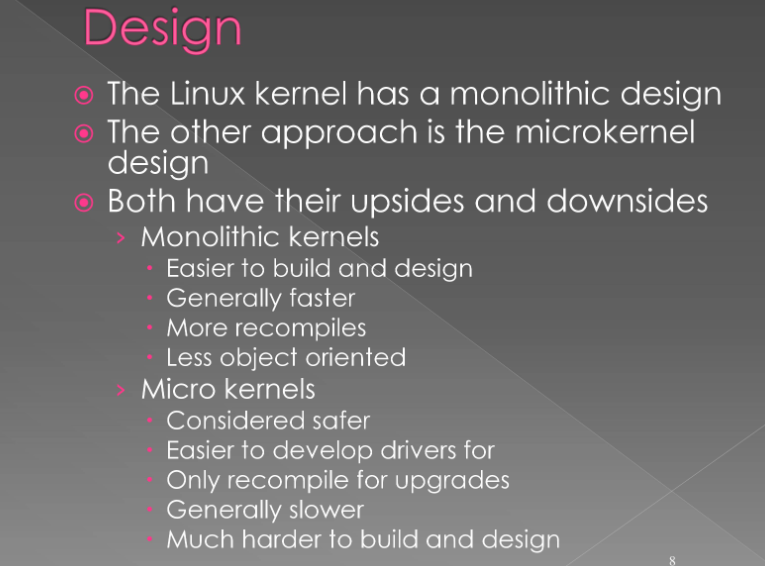 Design
The Linux kernel has a monolithic design
The other approach is the microkernel
design
Both have their upsides and downsides
Monolithic kernels
Easier to build and design
Generally faster
More recompiles
Less object oriented
Micro kernels
Considered safer
Easier to develop drivers for
Only recompile for upgrades
Generally slower
Much harder to build and design
8